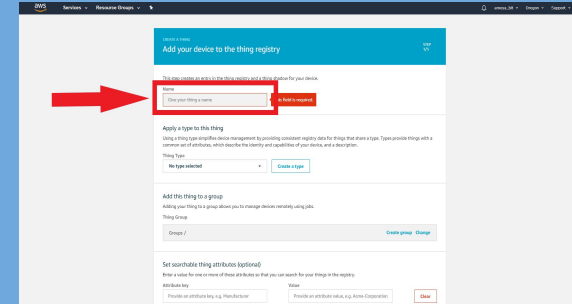 aws Services Resource Groups
Oregon Support
CREATE A THING
Add your device to the thing registry
STEP
1/3
This step creates an entry in the thing registry and a thing shadow for your device.
Name
Give your thing a name
is field is required.
Apply a type to this thing
Using a thing type simplifies device management by providing consistent registry data for things that share a type. Types provide things with a
common set of attributes, which describe the identity and capabilities of your device, and a description.
Thing Type
No type selected
Create a type
Add this thing to a group
Adding your thing to a group allows you to manage devices remotely using jobs.
Thing Group
Groups /
Create group Change
Set searchable thing attributes (optional)
Enter a value for one or more of these attributes so that you can search for your things in the registry.
Attribute key
Value
Provide an attribute key, e.g. Manufacturer
Provide an attribute value, e.g. Acme-Corporation
Clear